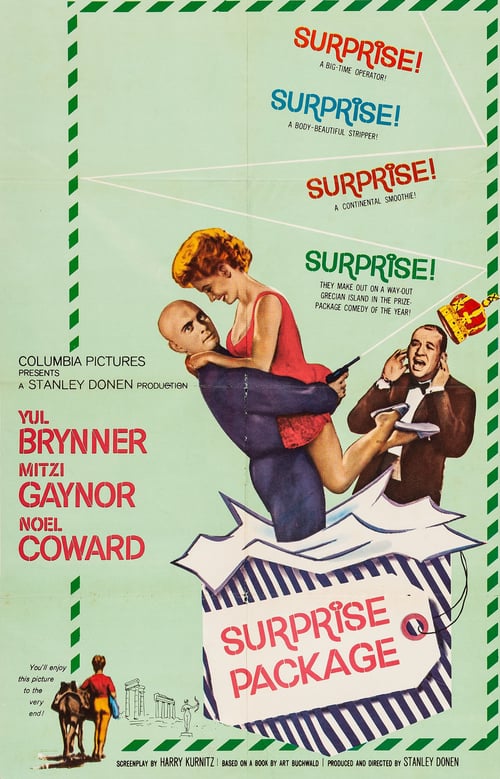 SURPRISE!
A BIG-TIME OPERATOR!
SURPRISE!
A BODY-BEAUTIFUL STRIPPER!
SURPRISE!
A CONTINENTAL SMOOTHIE!
SURPRISE!
THEY MAKE OUT ON A WAY-OUT
GRECIAN ISLAND IN THE PRIZE-
PACKAGE COMEDY OF THE YEAR!
COLUMBIA PICTURES
PRESENTS
A STANLEY DONEN PRODUCTION
YUL
BRYNNER
MITZI
GAYNOR
NOEL
COWARD
SURPRISE
PACKAGE
You'll enjoy
this picture
to the
very
end!
SCREENPLAY BY HARRY KURNITZ | BASED ON A BOOK BY ART BUCHWALD | PRODUCED AND DIRECTED BY STANLEY DONEN